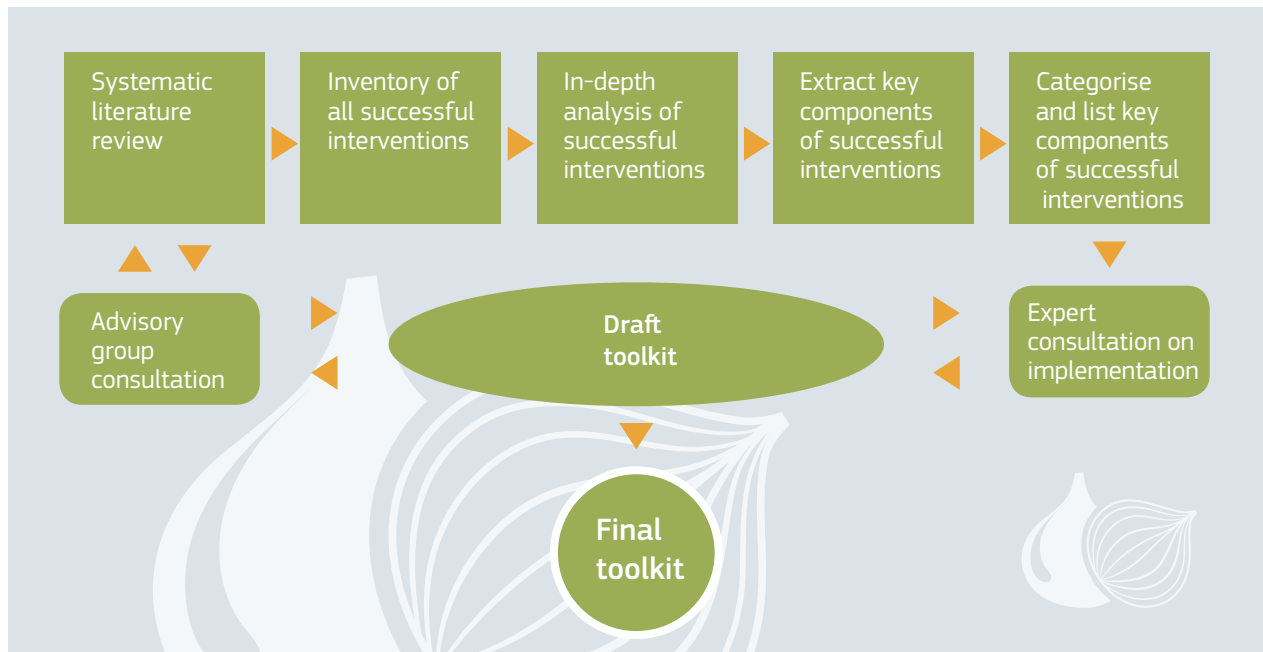 Systematic
literature
review
Inventory of
all successful
interventions
In-depth
analysis of
successful
interventions
Extract key
components
of successful
interventions
Categorise
and list key
components
of successful
interventions
Advisory
group
consultation
Draft
toolkit
Expert
consultation on
implementation
Final
toolkit